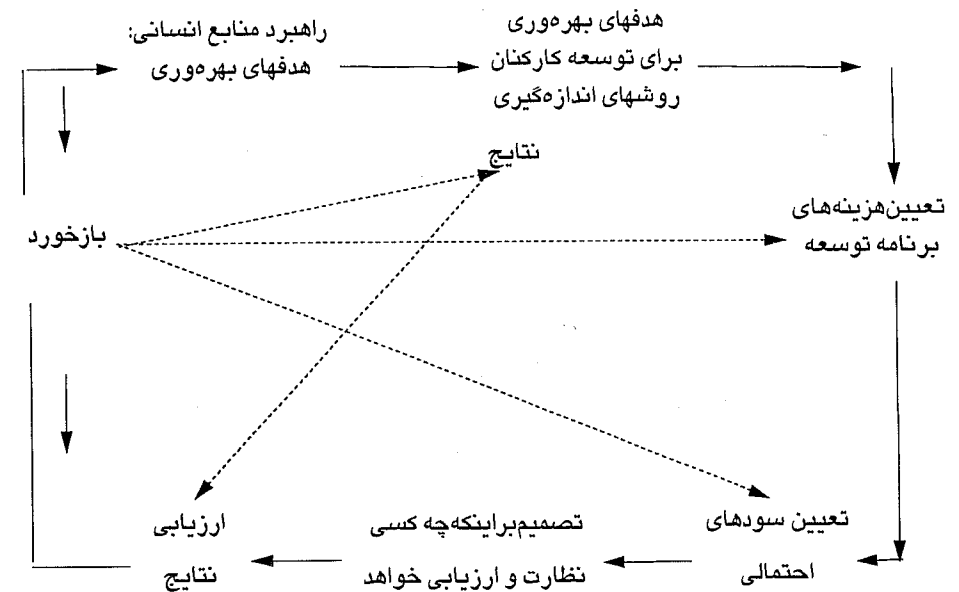 راهبرد منابع انسانی:
هدفهای بهره‌وری
هدفهای بهره‌وری
برای توسعه کارکنان
روشهای اندازه‌گیری
نتایج
تعیین‌هزینه‌های
برنامه توسعه
بازخورد
تعیین سودهای
احتمالی
تصمیم‌براینکه‌چه کسی
نظارت و ارزیابی خواهد
ارزیابی
نتایج